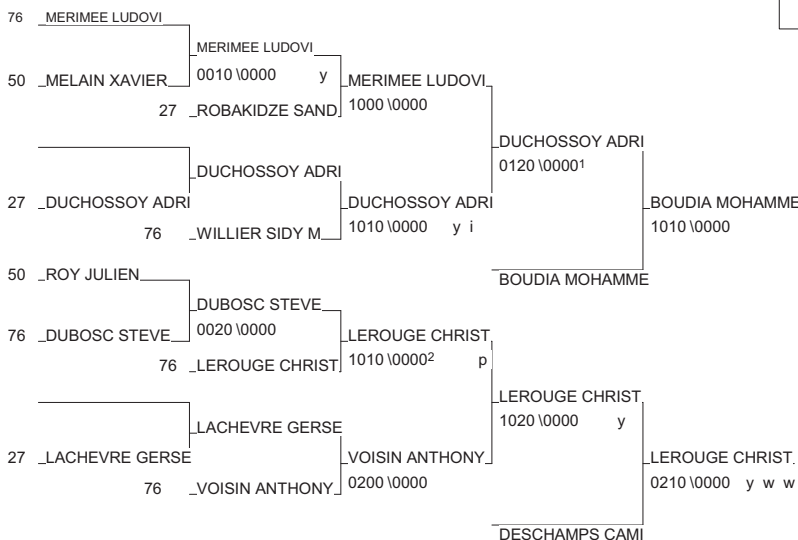 76 MERIMEE LUDOVI
MERIMEE LUDOVI
50 MELAIN XAVIER 0010 \0000 y MERIMEE LUDOVI
27 ROBAKIDZE SAND 1000 \0000
DUCHOSSOY ADRI
0120 \0000¹
DUCHOSSOY ADRI
27 DUCHOSSOY ADRI DUCHOSSOY ADRI BOUDIA MOHAMME
76 WILLIER SIDY M 1010 \0000 y i 1010 \0000
50 ROY JULIEN BOUDIA MOHAMME
DUBOSC STEVE
0020 \0000
76 DUBOSC STEVE LEROUGE CHRIST
76 LEROUGE CHRIST 1010 \0000² p
LEROUGE CHRIST
1020 \0000 y
LACHEVRE GERSE
27 LACHEVRE GERSE VOISIN ANTHONY LEROUGE CHRIST
76 VOISIN ANTHONY 0200 \0000 0210 \0000 y w w
DESCHAMPS CAMI